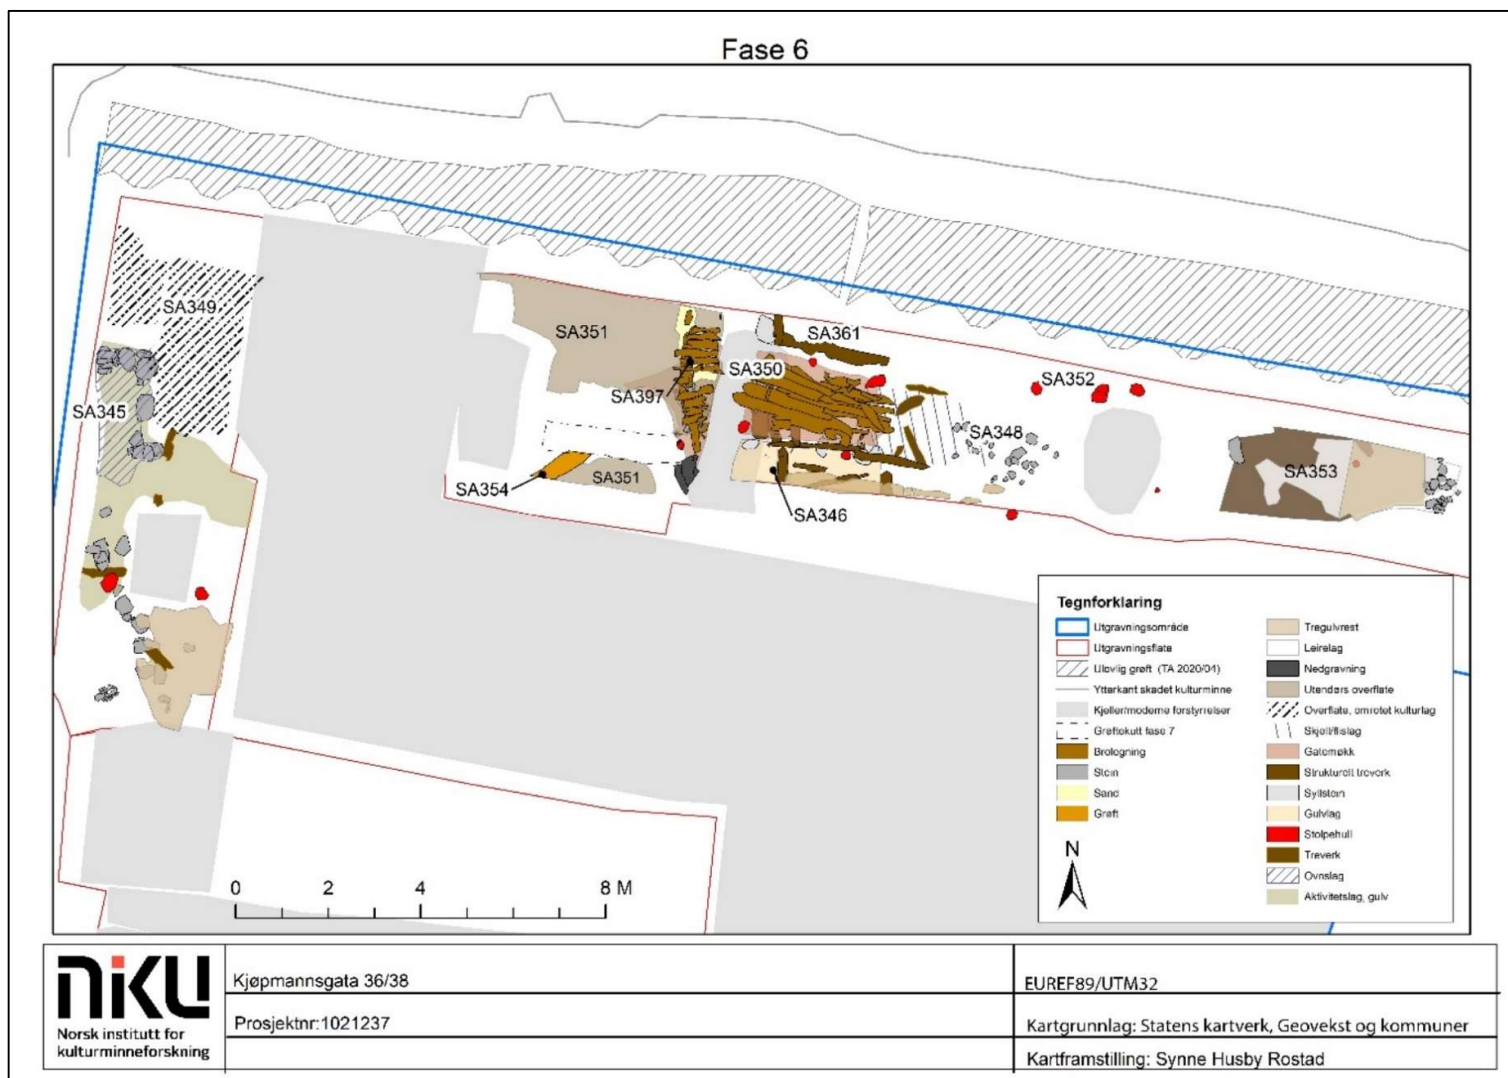 Fase 6
SA349
SA351
SA361
SA350
SA352
SA397
SA345
SA348
SA353
SA354
SA351
SA346
Tegnforklaring
Utgravningsområde
Utgravningsflate
Ulovlig grøft (TA 2020/04)
Ytterkant skadet kulturminne
Kjeller/moderne forstyrrelser
Grøftekutt fase 7
Brolegning
Stein
Sand
Grøft
Tregulvrest
Leirelag
Nedgravning
Utendørs overflate
Overflate, omrotet kulturlag
Skjell/flislag
Gatemøkk
Strukturelt treverk
Syllstein
Gulvlag
Stolpehull
Treverk
Ovnslag
Aktivitetslag, gulv
N
0 2 4 8 M
NIKU
Norsk institutt for
kulturminneforskning
Kjøpmannsgata 36/38
Prosjektnr:1021237
EUREF89/UTM32
Kartgrunnlag: Statens kartverk, Geovekst og kommuner
Kartframstilling: Synne Husby Rostad